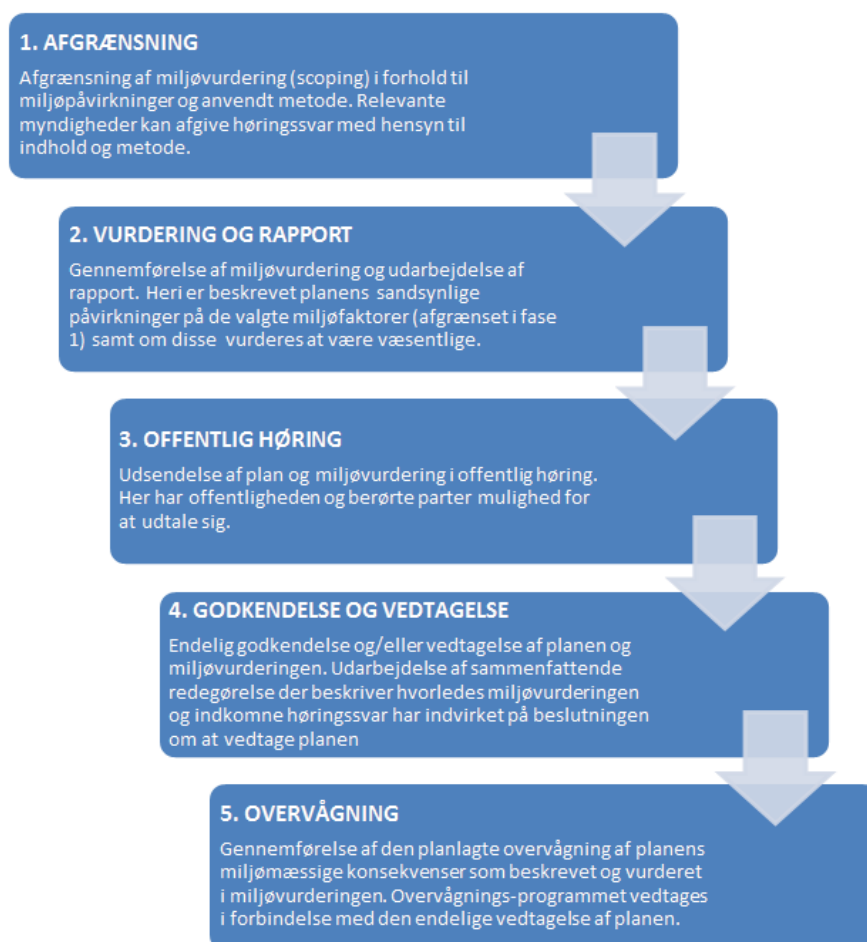 1. AFGRÆNSNING
Afgrænsning af miljøvurdering (scoping) i forhold til
miljøpåvirkninger og anvendt metode. Relevante
myndigheder kan afgive høringssvar med hensyn til
indhold og metode.
2. VURDERING OG RAPPORT
Gennemførelse af miljøvurdering og udarbejdelse af
rapport. Heri er beskrevet planens sandsynlige
påvirkninger på de valgte miljøfaktorer (afgrænset i fase
1) samt om disse vurderes at være væsentlige.
3. OFFENTLIG HØRING
Udsendelse af plan og miljøvurdering i offentlig høring.
Her har offentligheden og berørte parter mulighed for
at udtale sig.
4. GODKENDELSE OG VEDTAGELSE
Endelig godkendelse og/eller vedtagelse af planen og
miljøvurderingen. Udarbejdelse af sammenfattende
redegørelse der beskriver hvorledes miljøvurderingen
og indkomne høringssvar har indvirket på beslutningen
om at vedtage planen
5. OVERVÅGNING
Gennemførelse af den planlagte overvågning af planens
miljømæssige konsekvenser som beskrevet og vurderet
i miljøvurderingen. Overvågnings-programmet vedtages
i forbindelse med den endelige vedtagelse af planen.